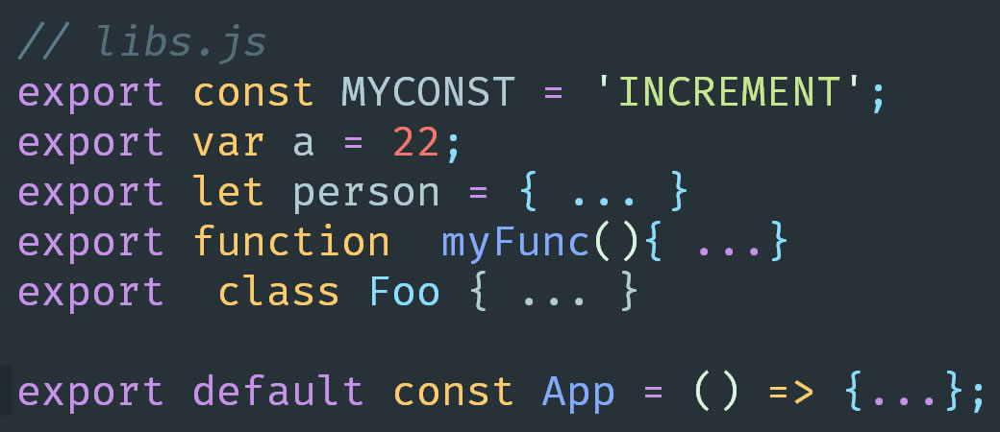 // libs.js
export const MYCONST = 'INCREMENT';
export var a = 22;
export let person = { ... }
export function  myFunc(){ ...}
export  class Foo { ... }
export default const App = () => {...};